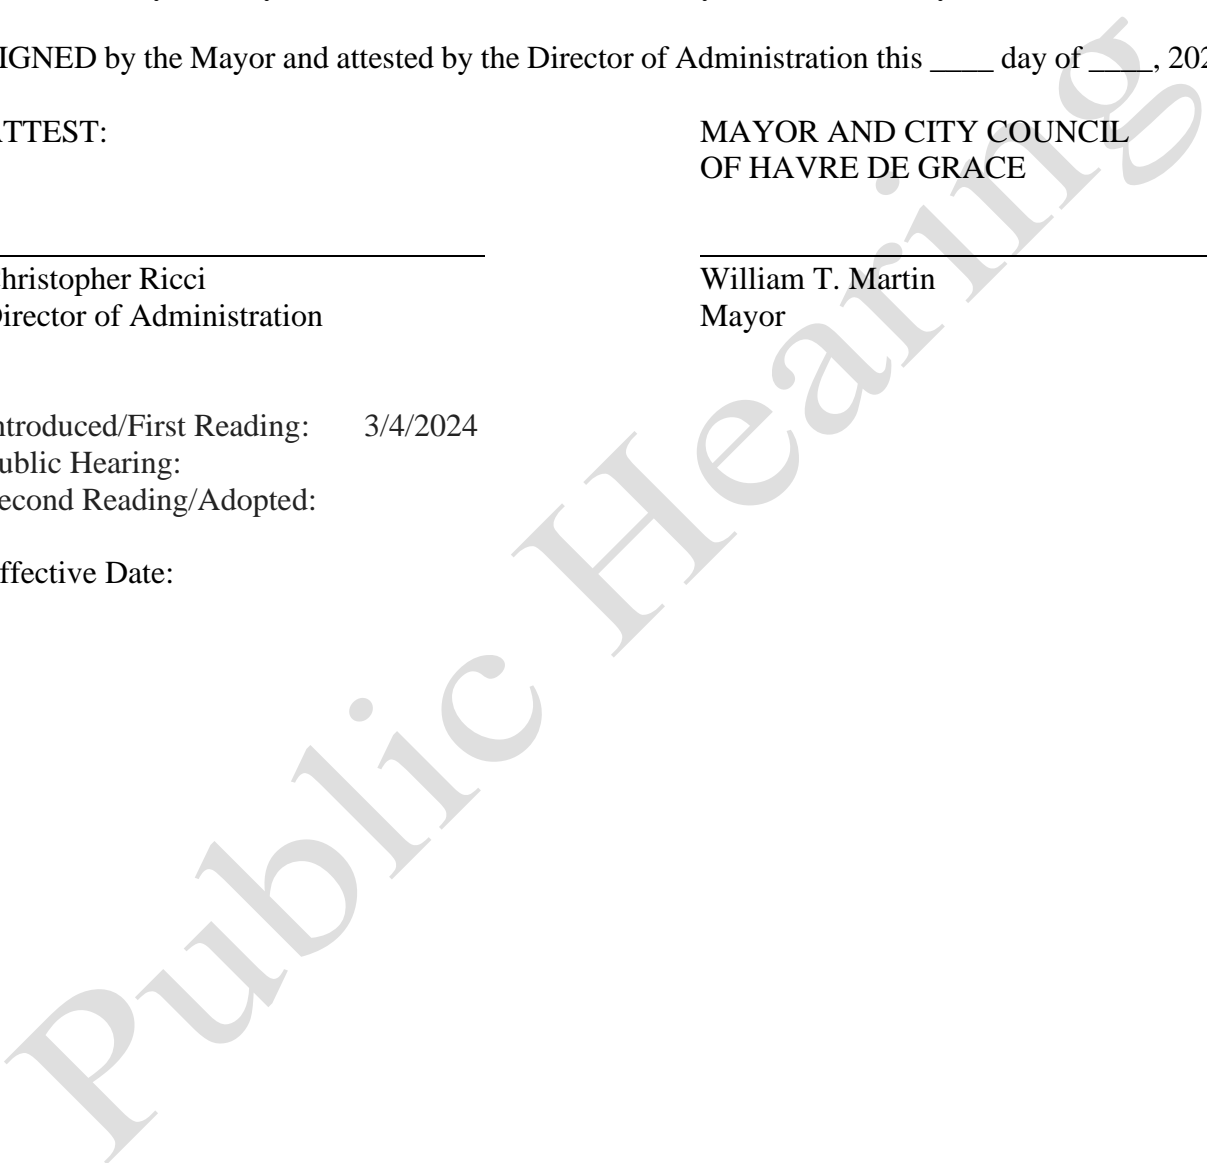 IGNED by the Mayor and attested by the Director of Administration this ____ day of ____, 202
TTEST:
MAYOR AND CITY COUNCIL
OF HAVRE DE GRACE
hristopher Ricci
William T. Martin
irector of Administration
Mayor
ntroduced/First Reading: 3/4/2024
ublic Hearing:
econd Reading/Adopted:
ffective Date:
Public Hearing